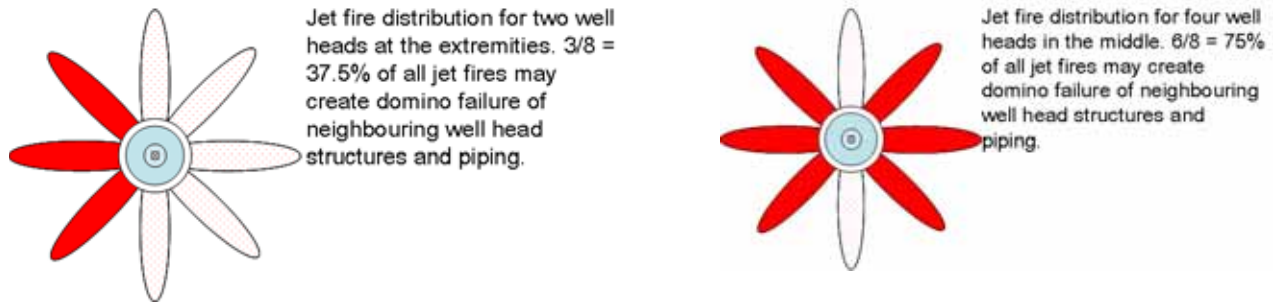 Jet fire distribution for two well
heads at the extremities. 3/8 =
37.5% of all jet fires may
create domino failure of
neighbouring well head
structures and piping.
Jet fire distribution for four well
heads in the middle. 6/8 = 75%
of all jet fires may create
domino failure of neighbouring
well head structures and
piping.